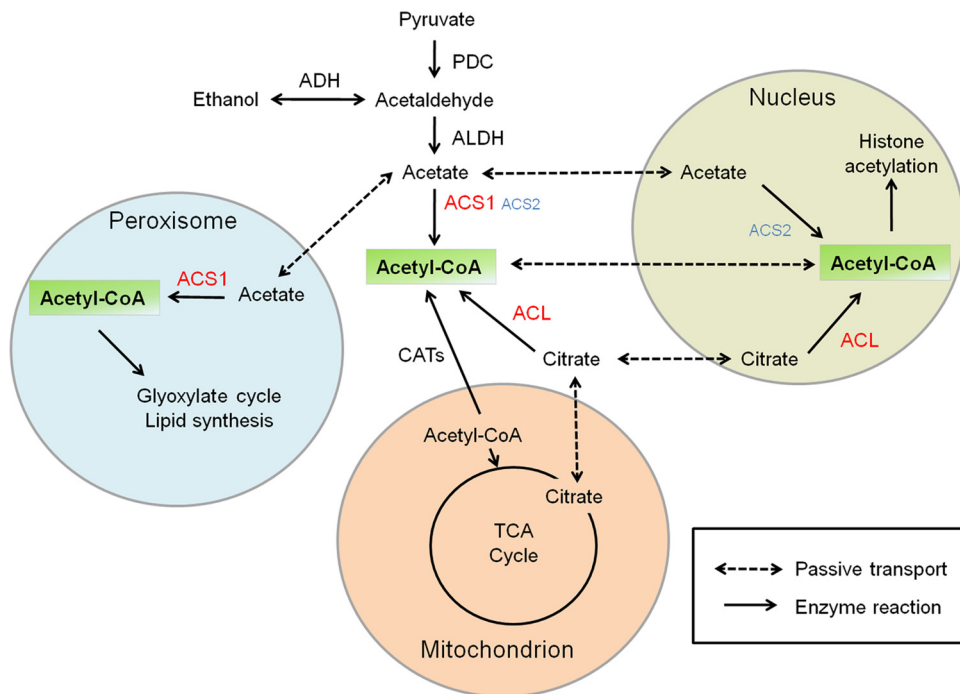 Pyruvate
PDC
ADH
Ethanol
Acetaldehyde
ALDH
Acetate
ACS1 ACS2
Acetyl-CoA
ACL
CATs
Citrate
Peroxisome
ACS1
Acetate
Acetyl-CoA
Glyoxylate cycle
Lipid synthesis
Nucleus
Histone
acetylation
Acetate
ACS2
Acetyl-CoA
ACL
Citrate
Acetyl-CoA
Citrate
TCA
Cycle
Mitochondrion
Passive transport
Enzyme reaction